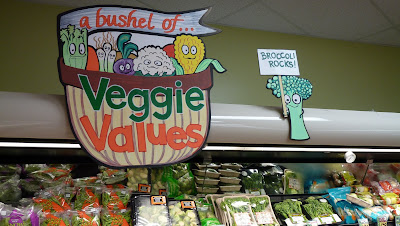 a bushel of...
Veggie
Values
BROCCOLI
ROCKS!